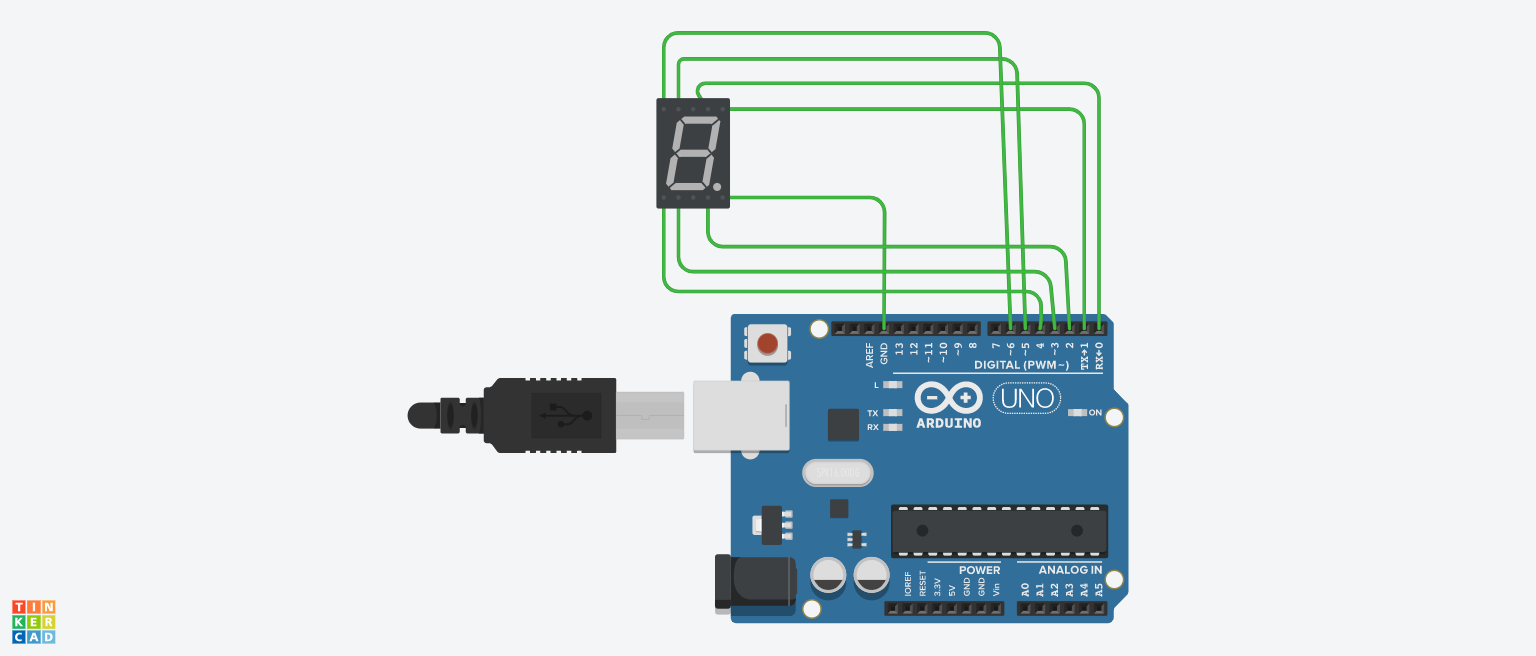 AREF
GND
13
12
~11
~10
~9
8
7
~6
~5
4
~3
2
TX→1
RX←0
DIGITAL (PWM~)
L
TX
RX
ARDUINO
UNO
ON
POWER
ANALOG IN
IOREF
RESET
3.3V
5V
GND
GND
Vin
A0
A1
A2
A3
A4
A5
TIN
KER
CAD